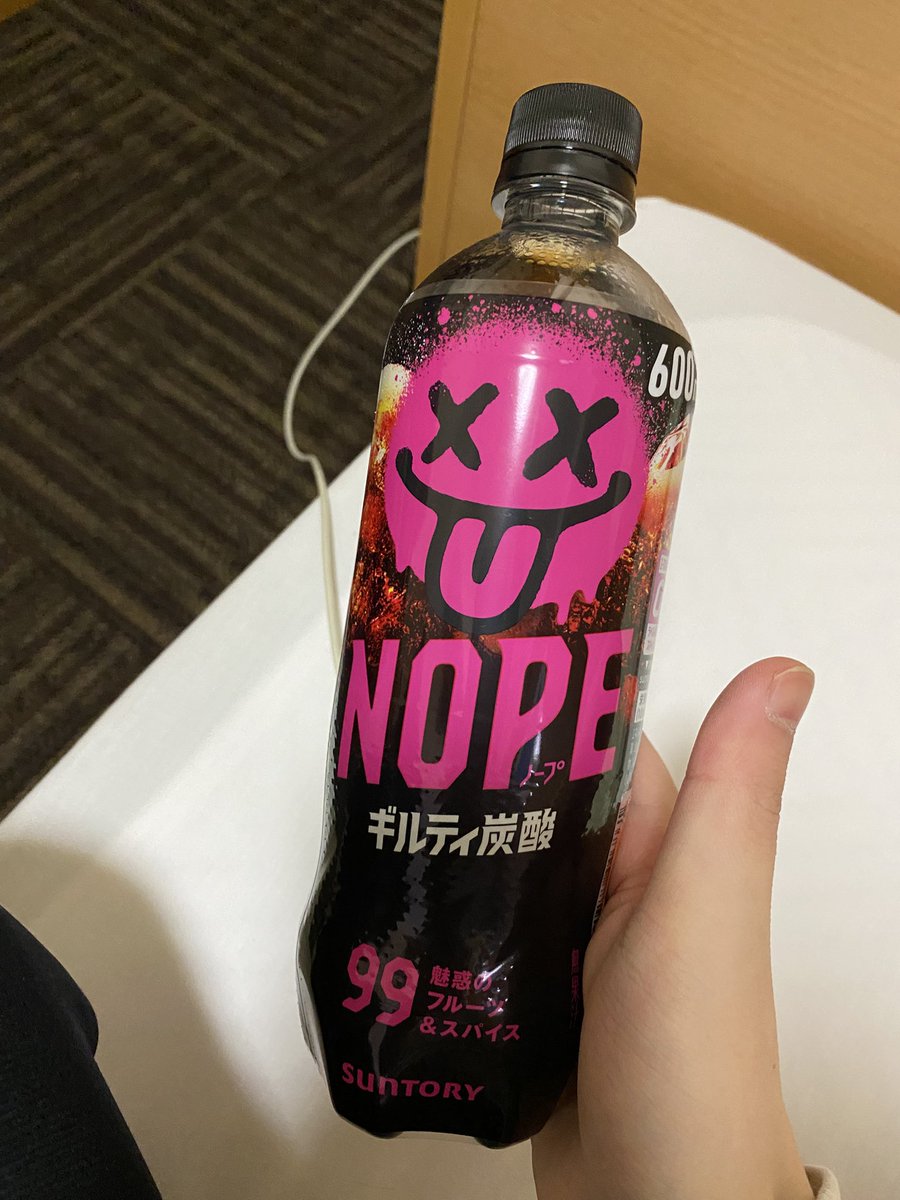 600
NOPE
ノープ
ギルティ炭酸
99
魅惑の
フルーツ
&スパイス
SUNTORY